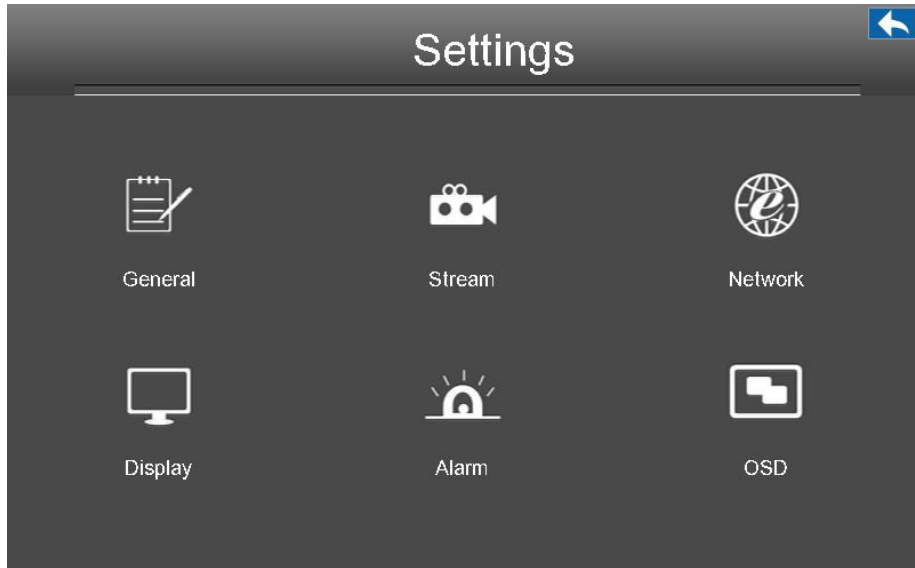 Settings
General
Stream
Network
Display
Alarm
OSD